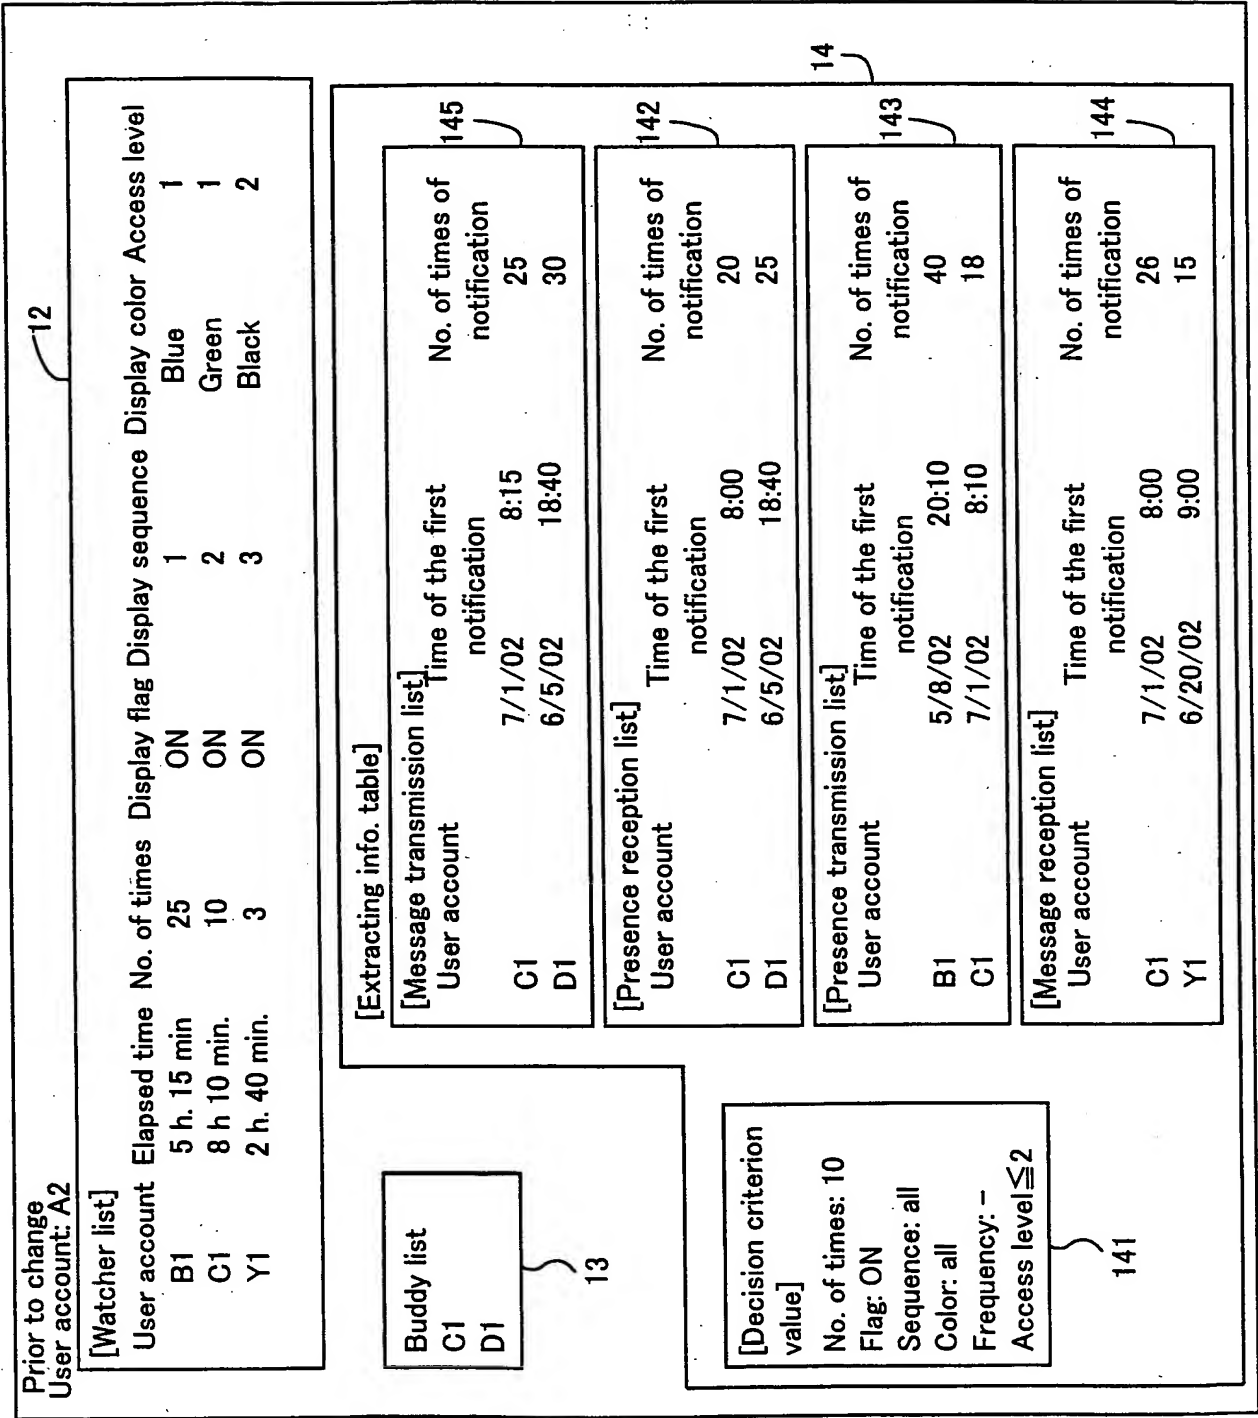 Prior to change
User account: A2
12
[Watcher list]
User account Elapsed time No. of times Display flag Display sequence Display color Access level
B1 5 h. 15 min 25 ON 1 Blue 1
C1 8 h 10 min. 10 ON 2 Green 1
Y1 2 h. 40 min. 3 ON 3 Black 2
Buddy list
C1
D1
13
14
[Extracting info. table]
[Message transmission list]
User account Time of the first No. of times of
notification notification
C1 7/1/02 8:15 25
D1 6/5/02 18:40 30
145
[Presence reception list]
User account Time of the first No. of times of
notification notification
C1 7/1/02 8:00 20
D1 6/5/02 18:40 25
142
[Presence transmission list]
User account Time of the first No. of times of
notification notification
B1 5/8/02 20:10 40
C1 7/1/02 8:10 18
143
[Message reception list]
User account Time of the first No. of times of
notification notification
C1 7/1/02 8:00 26
Y1 6/20/02 9:00 15
144
[Decision criterion
value]
No. of times: 10
Flag: ON
Sequence: all
Color: all
Frequency: –
Access level≦2
141